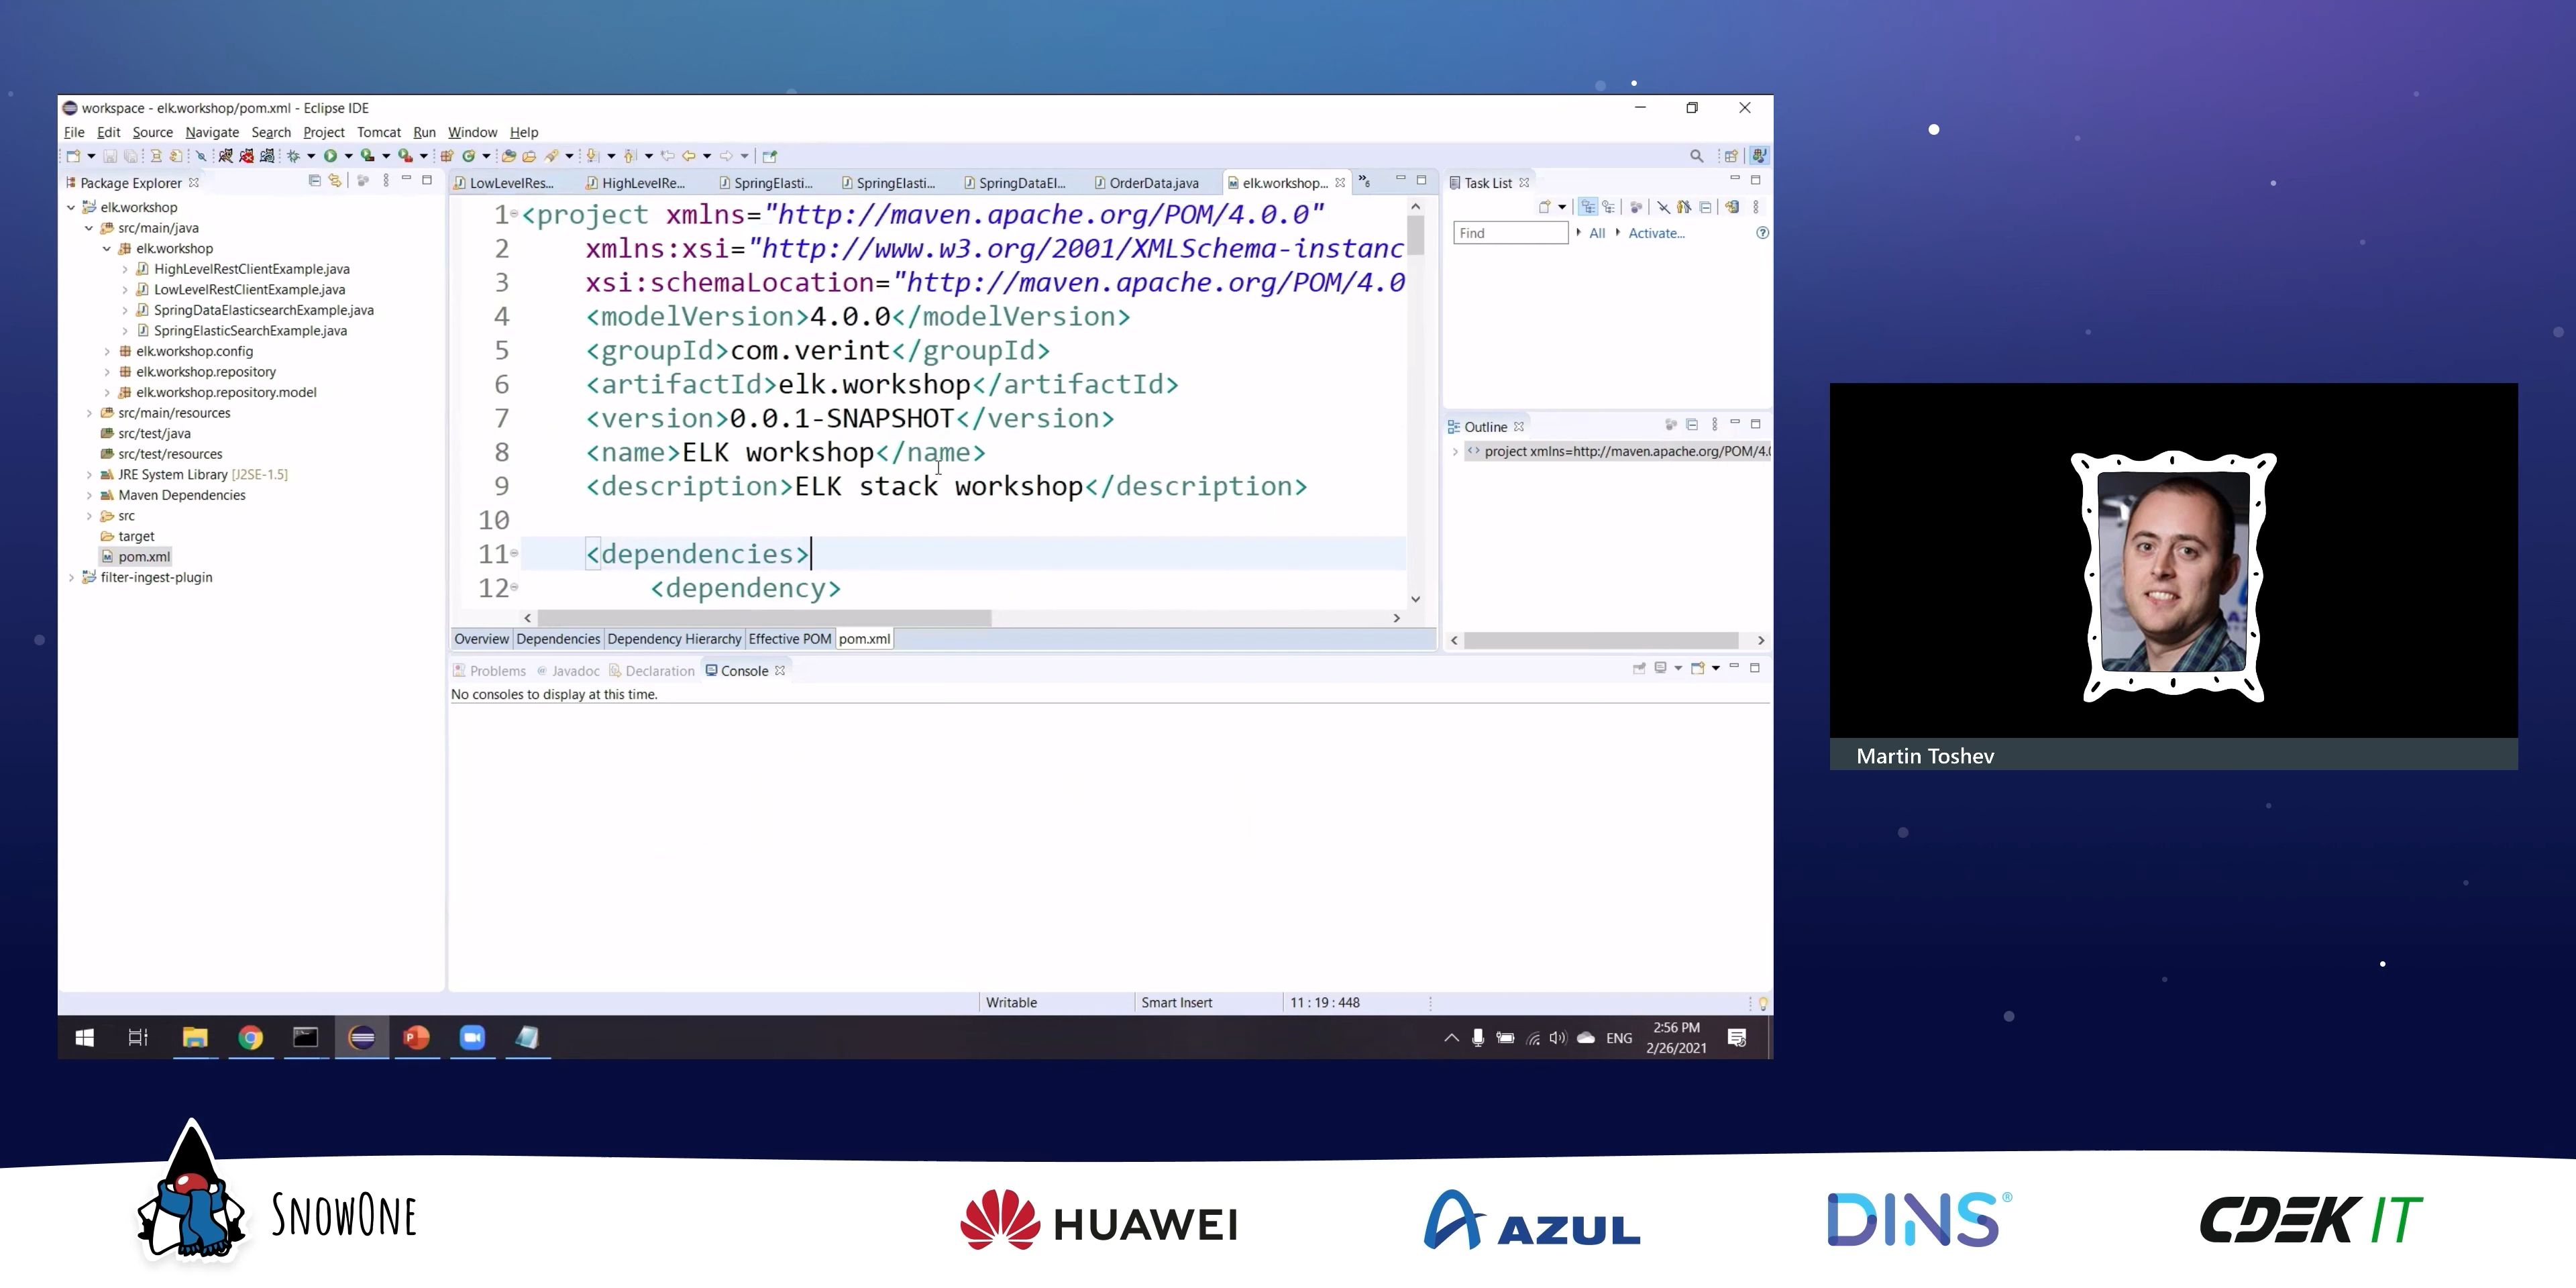 workspace - elk.workshop/pom.xml - Eclipse IDE
File Edit Source Navigate Search Project Tomcat Run Window Help
Package Explorer
elk.workshop
src/main/java
elk.workshop
HighLevelRestClientExample.java
LowLevelRestClientExample.java
SpringDataElasticsearchExample.java
SpringElasticSearchExample.java
elk.workshop.config
elk.workshop.repository
elk.workshop.repository.model
src/main/resources
src/test/java
src/test/resources
JRE System Library [J2SE-1.5]
Maven Dependencies
src
target
pom.xml
filter-ingest-plugin
LowLevelRes... HighLevelRe... SpringElasti... SpringElasti... SpringDataEl... OrderData.java elk.workshop... »6
1 <project xmlns="http://maven.apache.org/POM/4.0.0"
2 xmlns:xsi="http://www.w3.org/2001/XMLSchema-instanc
3 xsi:schemaLocation="http://maven.apache.org/POM/4.0
4 <modelVersion>4.0.0</modelVersion>
5 <groupId>com.verint</groupId>
6 <artifactId>elk.workshop</artifactId>
7 <version>0.0.1-SNAPSHOT</version>
8 <name>ELK workshop</name>
9 <description>ELK stack workshop</description>
10
11 <dependencies>
12 <dependency>
Overview Dependencies Dependency Hierarchy Effective POM pom.xml
Problems Javadoc Declaration Console
No consoles to display at this time.
Task List
Find All Activate...
Outline
project xmlns=http://maven.apache.org/POM/4.0
Writable Smart Insert 11 : 19 : 448
ENG
2:56 PM
2/26/2021
Martin Toshev
SNOWONE
HUAWEI
AZUL
DINS®
CDEK IT